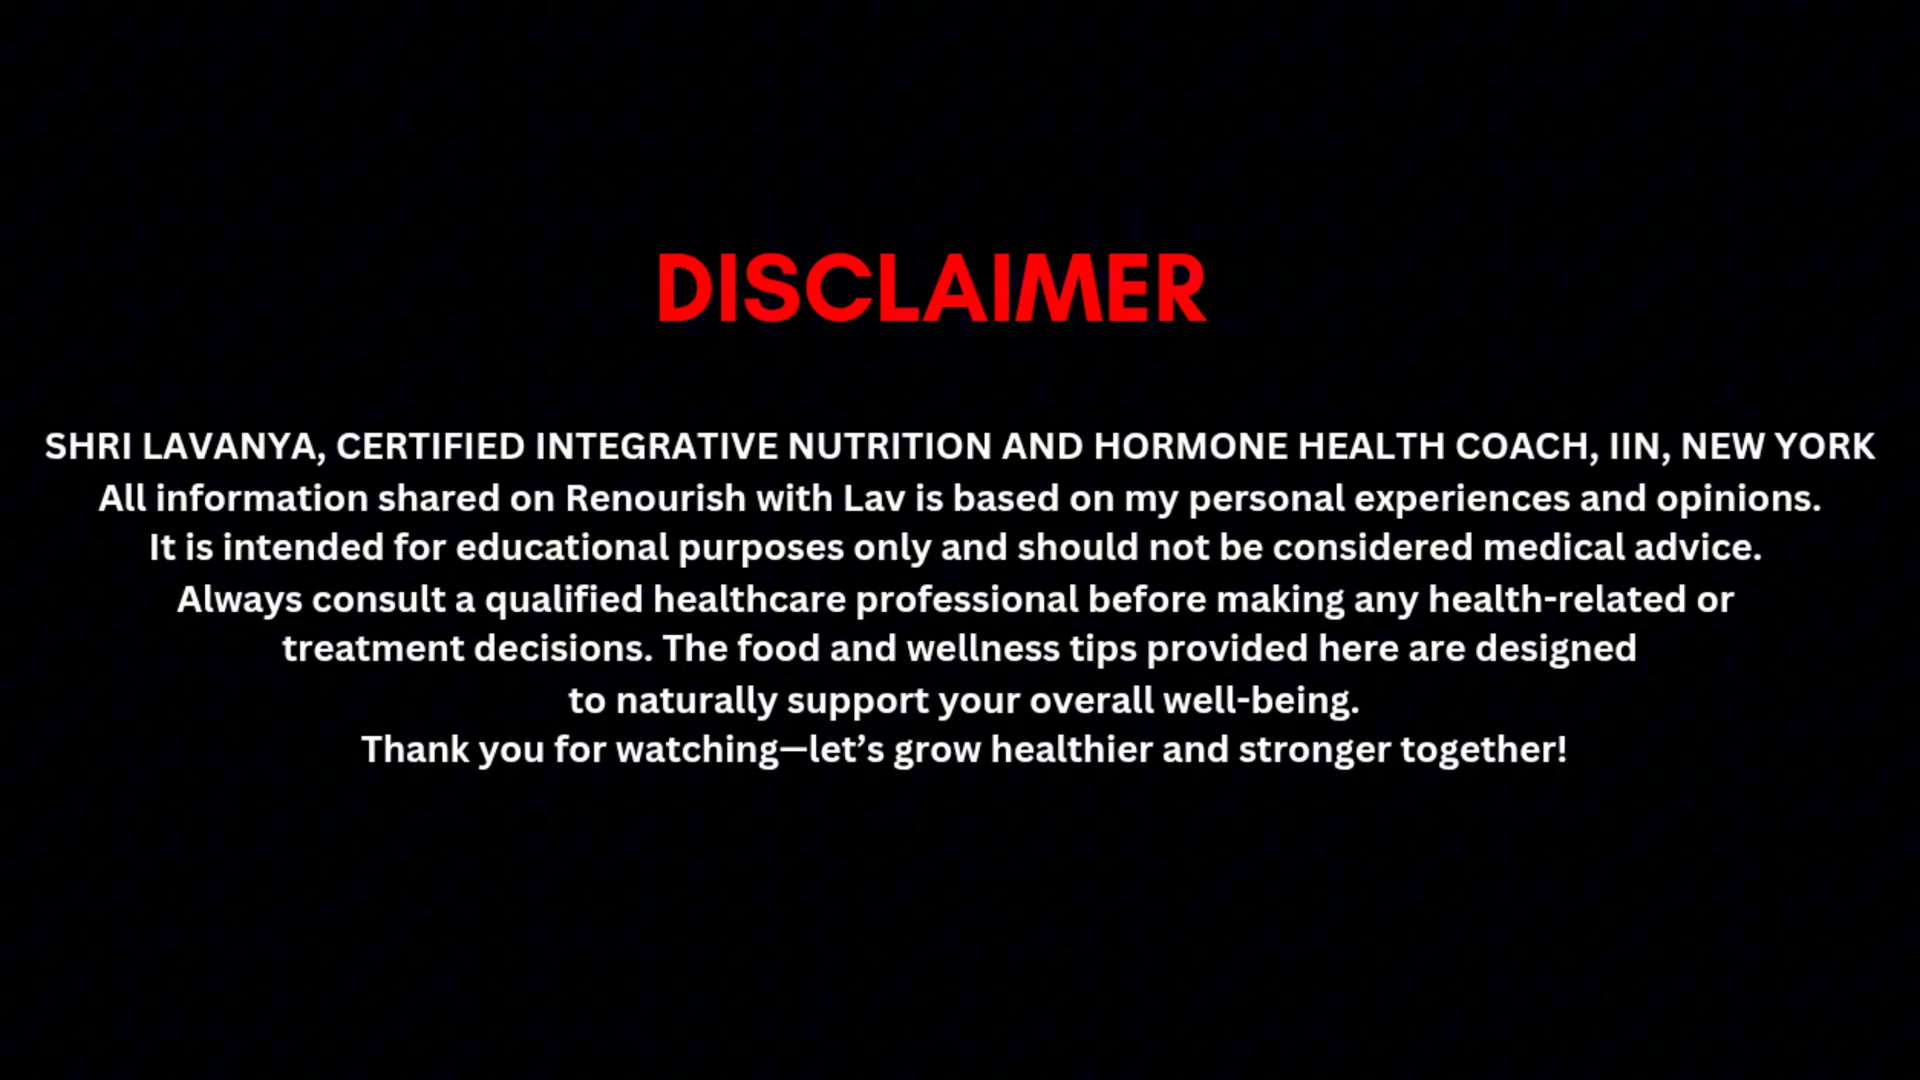 DISCLAIMER
SHRI LAVANYA, CERTIFIED INTEGRATIVE NUTRITION AND HORMONE HEALTH COACH, IIN, NEW YORK
All information shared on Renourish with Lav is based on my personal experiences and opinions.
It is intended for educational purposes only and should not be considered medical advice.
Always consult a qualified healthcare professional before making any health-related or
treatment decisions. The food and wellness tips provided here are designed
to naturally support your overall well-being.
Thank you for watching—let’s grow healthier and stronger together!